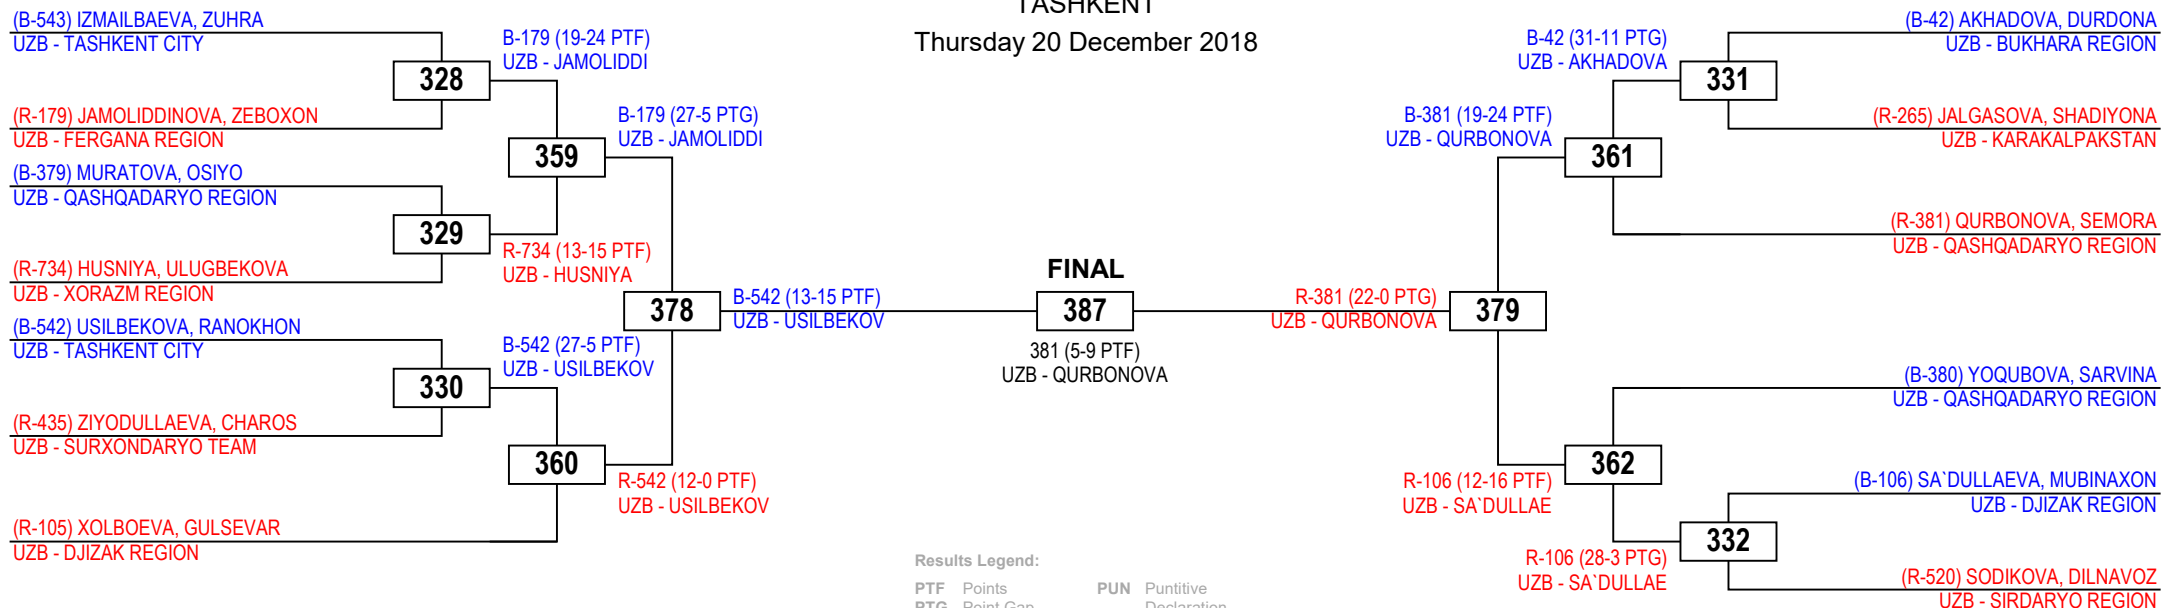 TASHKENT
Thursday 20 December 2018
(B-543) IZMAILBAEVA, ZUHRA
UZB - TASHKENT CITY
328
(R-179) JAMOLIDDINOVA, ZEBOXON
UZB - FERGANA REGION
B-179 (19-24 PTF)
UZB - JAMOLIDDI
359
(B-379) MURATOVA, OSIYO
UZB - QASHQADARYO REGION
329
(R-734) HUSNIYA, ULUGBEKOVA
UZB - XORAZM REGION
R-734 (13-15 PTF)
UZB - HUSNIYA
B-179 (27-5 PTG)
UZB - JAMOLIDDI
378
(B-542) USILBEKOVA, RANOKHON
UZB - TASHKENT CITY
330
(R-435) ZIYODULLAEVA, CHAROS
UZB - SURXONDARYO TEAM
B-542 (27-5 PTF)
UZB - USILBEKOV
360
(R-105) XOLBOEVA, GULSEVAR
UZB - DJIZAK REGION
R-542 (12-0 PTF)
UZB - USILBEKOV
B-542 (13-15 PTF)
UZB - USILBEKOV
FINAL
387
381 (5-9 PTF)
UZB - QURBONOVA
R-381 (22-0 PTG)
UZB - QURBONOVA
379
B-381 (19-24 PTF)
UZB - QURBONOVA
361
B-42 (31-11 PTG)
UZB - AKHADOVA
331
(B-42) AKHADOVA, DURDONA
UZB - BUKHARA REGION
(R-265) JALGASOVA, SHADIYONA
UZB - KARAKALPAKSTAN
(R-381) QURBONOVA, SEMORA
UZB - QASHQADARYO REGION
(B-380) YOQUBOVA, SARVINA
UZB - QASHQADARYO REGION
362
R-106 (12-16 PTF)
UZB - SA`DULLAE
(B-106) SA`DULLAEVA, MUBINAXON
UZB - DJIZAK REGION
332
R-106 (28-3 PTG)
UZB - SA`DULLAE
(R-520) SODIKOVA, DILNAVOZ
UZB - SIRDARYO REGION
Results Legend:
PTF Points PUN Puntitive
PTG Point Gap Declaration